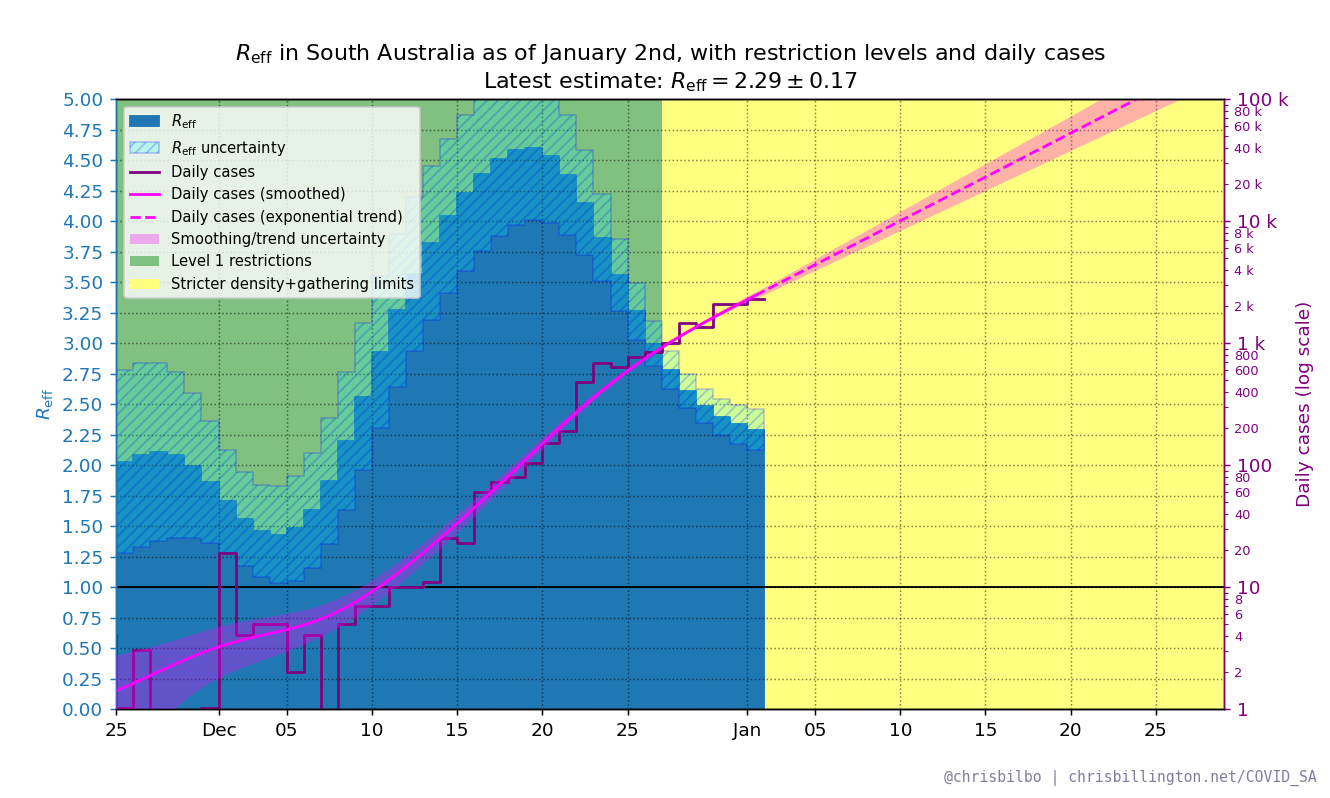 R_eff in South Australia as of January 2nd, with restriction levels and daily cases
Latest estimate: R_eff = 2.29 ± 0.17
R_eff
R_eff uncertainty
Daily cases
Daily cases (smoothed)
Daily cases (exponential trend)
Smoothing/trend uncertainty
Level 1 restrictions
Stricter density+gathering limits
R_eff
5.00
4.75
4.50
4.25
4.00
3.75
3.50
3.25
3.00
2.75
2.50
2.25
2.00
1.75
1.50
1.25
1.00
0.75
0.50
0.25
0.00
25
Dec
05
10
15
20
25
Jan
05
10
15
20
25
100 k
80 k
60 k
40 k
20 k
10 k
8 k
6 k
4 k
2 k
1 k
800
600
400
200
100
80
60
40
20
10
8
6
4
2
1
Daily cases (log scale)
@chrisbilbo | chrisbillington.net/COVID_SA